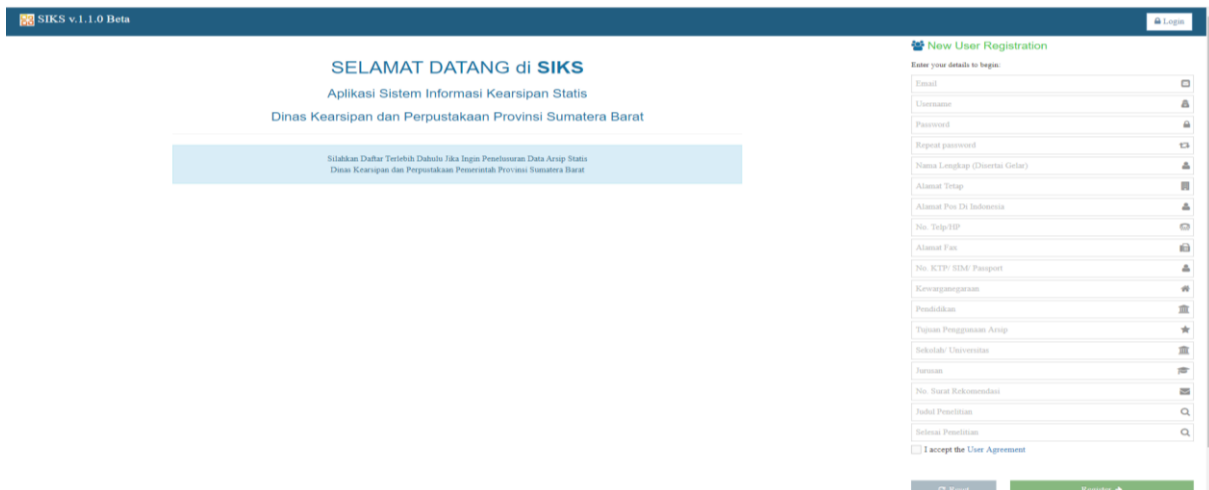 SIKS v.1.1.0 Beta
Login
SELAMAT DATANG di SIKS
Aplikasi Sistem Informasi Kearsipan Statis
Dinas Kearsipan dan Perpustakaan Provinsi Sumatera Barat
Silahkan Daftar Terlebih Dahulu Jika Ingin Penelusuran Data Arsip Statis
Dinas Kearsipan dan Perpustakaan Pemerintah Provinsi Sumatera Barat
New User Registration
Enter your details to begin:
Email
Username
Password
Repeat password
Nama Lengkap (Disertai Gelar)
Alamat Tetap
Alamat Pos Di Indonesia
No. Telp/HP
Alamat Fax
No. KTP/ SIM/ Passport
Kewarganegaraan
Pendidikan
Tujuan Penggunaan Arsip
Sekolah/ Universitas
Jurusan
No. Surat Rekomendasi
Judul Penelitian
Selesai Penelitian
I accept the User Agreement
Reset
Register